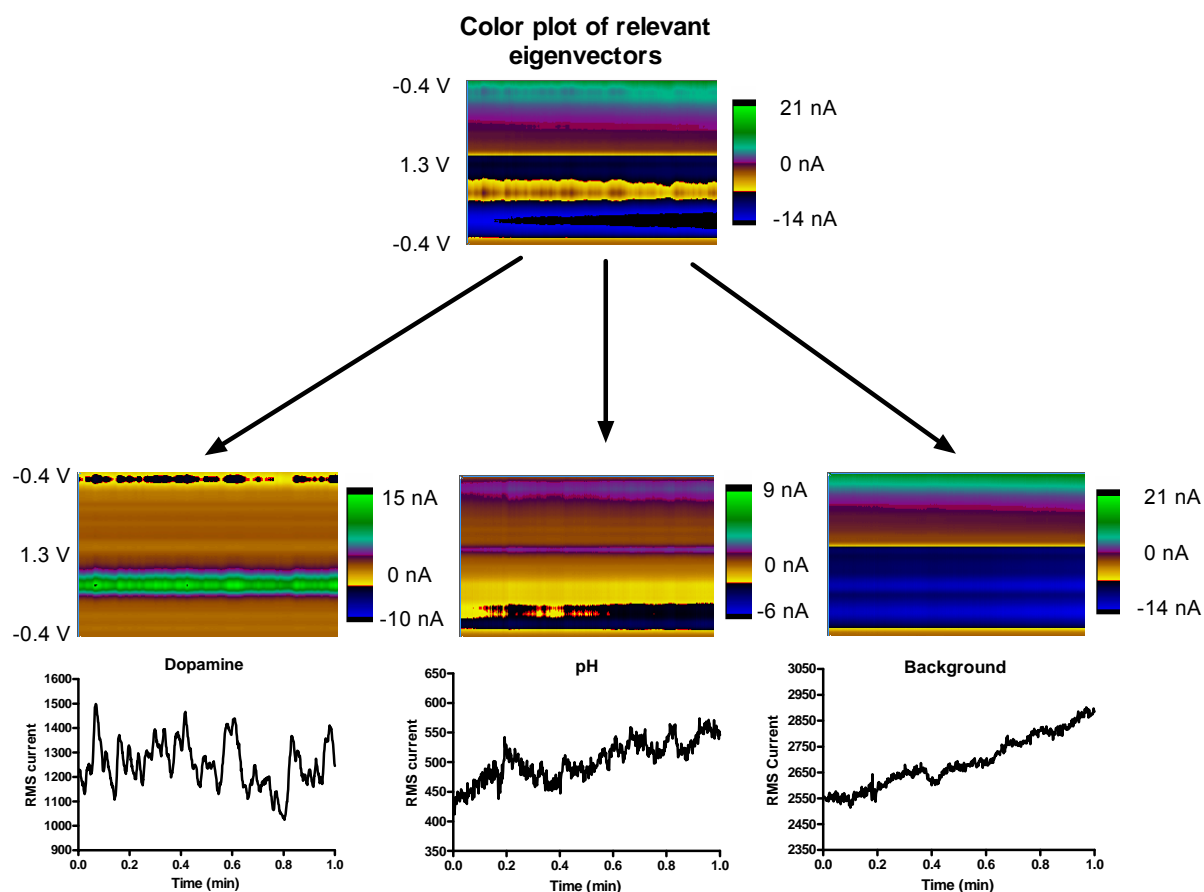 Color plot of relevant
eigenvectors
-0.4 V
1.3 V
-0.4 V
21 nA
0 nA
-14 nA
-0.4 V
1.3 V
-0.4 V
15 nA
0 nA
-10 nA
9 nA
0 nA
-6 nA
21 nA
0 nA
-14 nA
Dopamine
RMS current
1600
1500
1400
1300
1200
1100
1000
900
0.0 0.2 0.4 0.6 0.8 1.0
Time (min)
pH
RMS current
650
600
550
500
450
400
350
0.0 0.2 0.4 0.6 0.8 1.0
Time (min)
Background
RMS Current
3050
2950
2850
2750
2650
2550
2450
2350
0.0 0.2 0.4 0.6 0.8 1.0
Time (min)